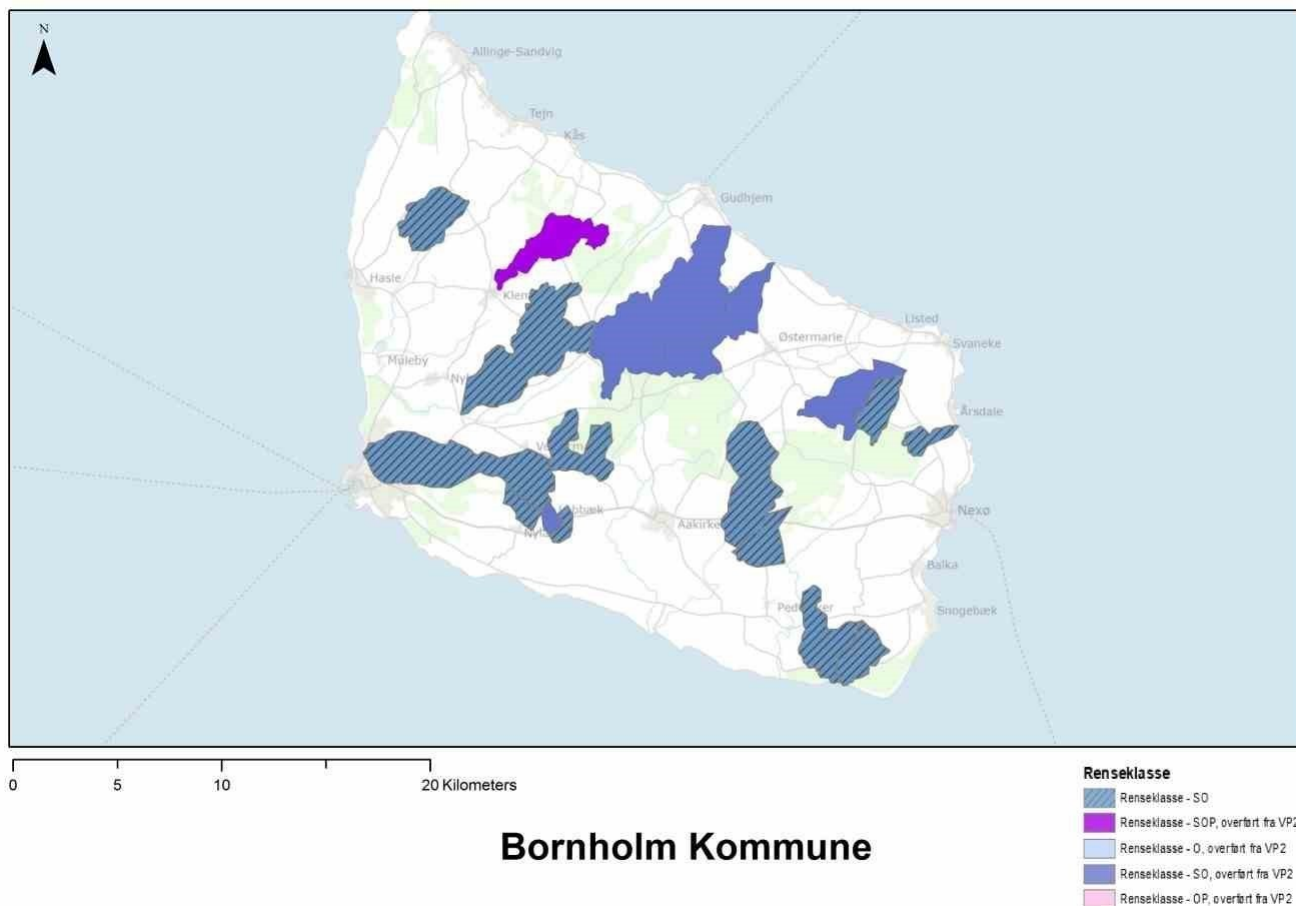 N
Allinge-Sandvig
Tejn
Kås
Gudhjem
Hasle
Listed
Østermarie
Svaneke
Muleby
Årsdale
Nexø
Balka
Snogebæk
0 5 10 20 Kilometers
Bornholm Kommune
Renseklasse
Renseklasse - SO
Renseklasse - SOP, overført fra VP2
Renseklasse - O, overført fra VP2
Renseklasse - SO, overført fra VP2
Renseklasse - OP, overført fra VP2